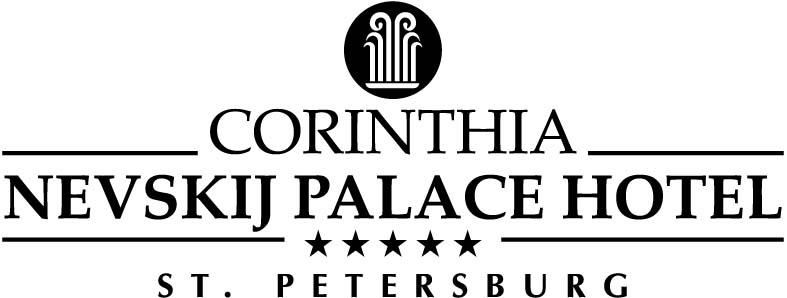 CORINTHIA
NEVSKIJ PALACE HOTEL
★★★★★
ST. PETERSBURG